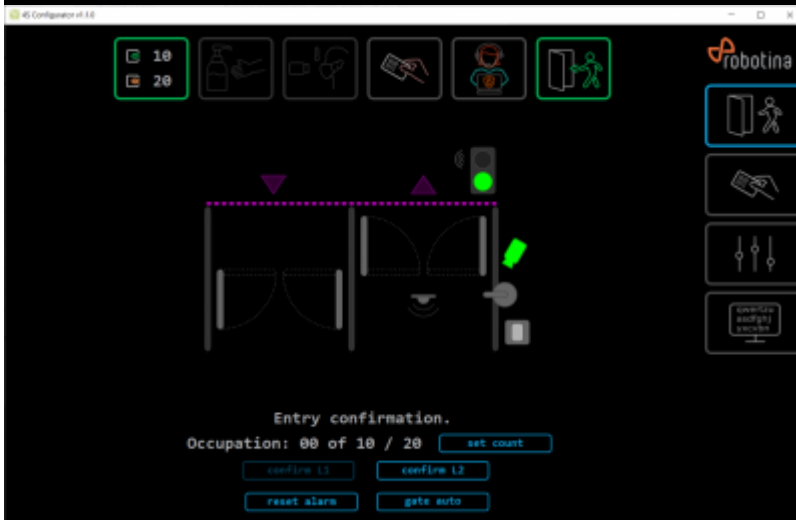 4S Configurator v1.3.0
10
20
robotina
Entry confirmation.
Occupation: 00 of 10 / 20
set count
confirm L1
confirm L2
reset alarm
gate auto